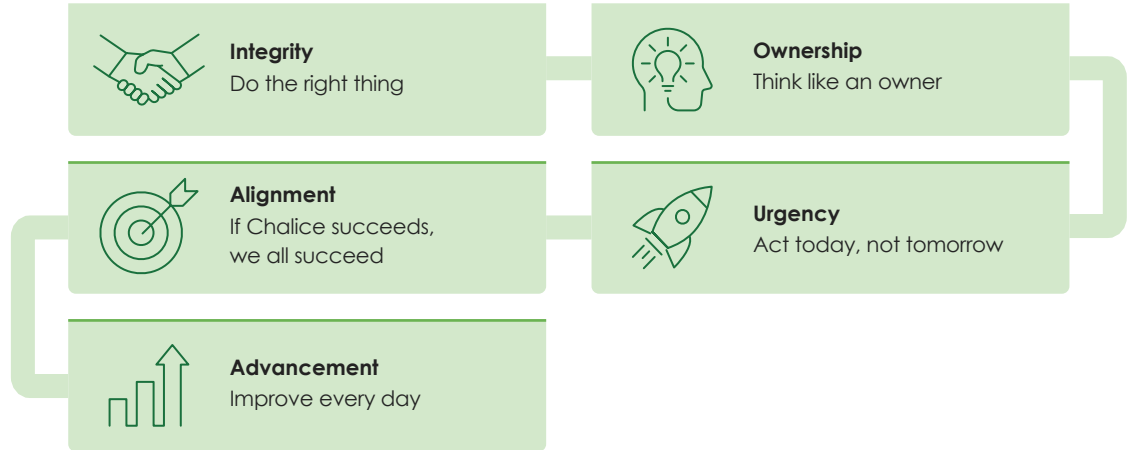 Integrity
Do the right thing
Ownership
Think like an owner
Urgency
Act today, not tomorrow
Alignment
If Chalice succeeds,
we all succeed
Advancement
Improve every day